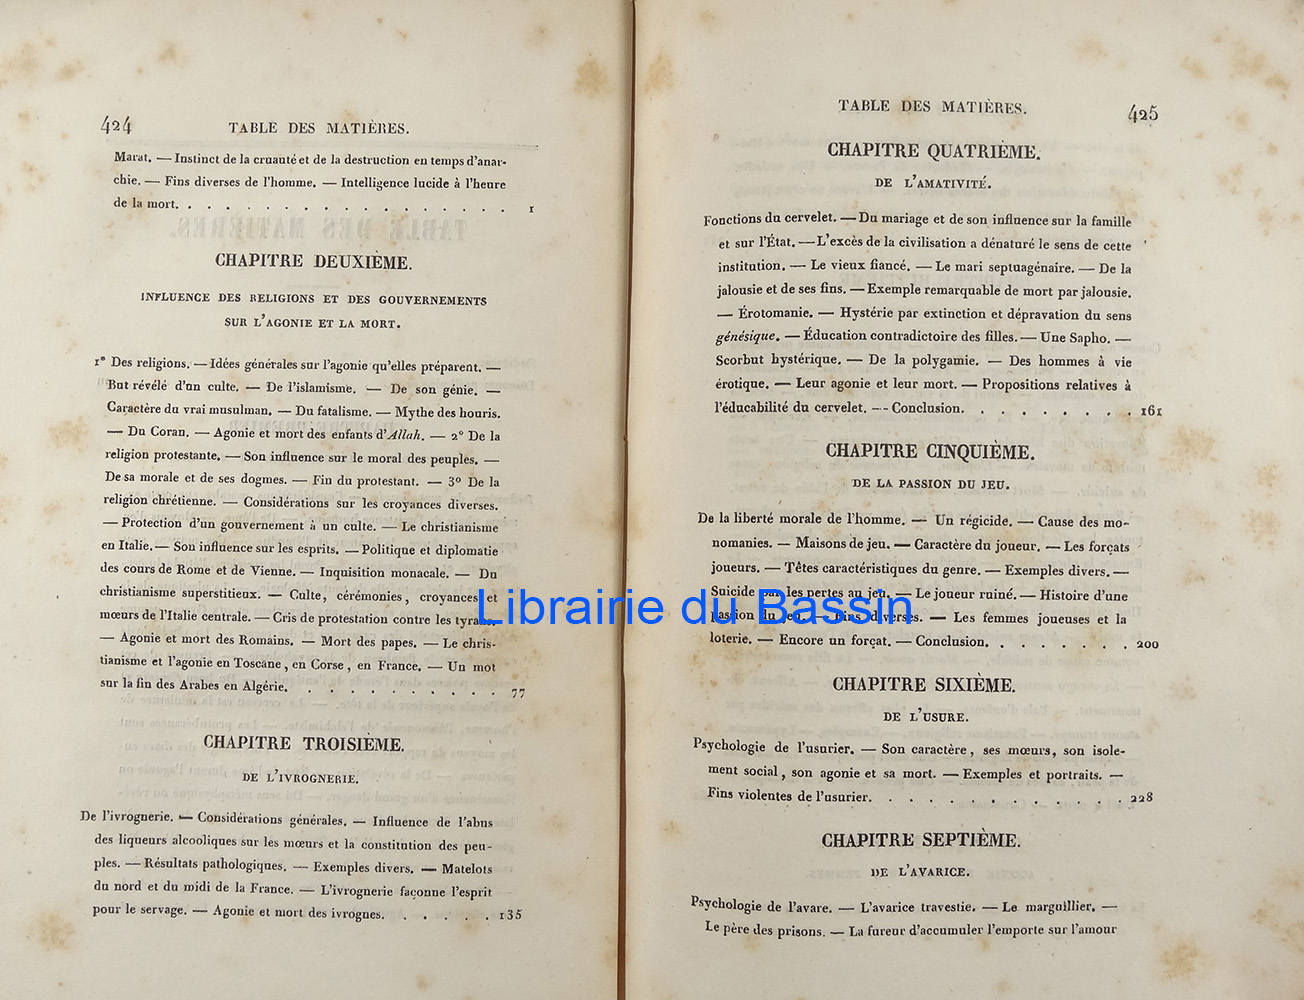 424
TABLE DES MATIÈRES.
Marat. — Instinct de la cruauté et de la destruction en temps d'anar-
chie. — Fins diverses de l'homme. — Intelligence lucide à l'heure
de la mort. . . . . . . . . . . . . . . . . . 1
CHAPITRE DEUXIÈME.
INFLUENCE DES RELIGIONS ET DES GOUVERNEMENTS
SUR L'AGONIE ET LA MORT.
1° Des religions. — Idées générales sur l'agonie qu'elles préparent. —
But révélé d'un culte. — De l'islamisme. — De son génie. —
Caractère du vrai musulman. — Du fatalisme. — Mythe des houris.
— Du Coran. — Agonie et mort des enfants d'Allah. — 2° De la
religion protestante. — Son influence sur le moral des peuples. —
De sa morale et de ses dogmes. — Fin du protestant. — 3° De la
religion chrétienne. — Considérations sur les croyances diverses.
— Protection d'un gouvernement à un culte. — Le christianisme
en Italie. — Son influence sur les esprits. — Politique et diplomatie
des cours de Rome et de Vienne. — Inquisition monacale. — Du
christianisme superstitieux. — Culte, cérémonies, croyances et
mœurs de l'Italie centrale. — Cris de protestation contre les tyrans.
— Agonie et mort des Romains. — Mort des papes. — Le chris-
tianisme et l'agonie en Toscane, en Corse, en France. — Un mot
sur la fin des Arabes en Algérie. . . . . . . . . . . 77
CHAPITRE TROISIÈME.
DE L'IVROGNERIE.
De l'ivrognerie. — Considérations générales. — Influence de l'abus
des liqueurs alcooliques sur les mœurs et la constitution des peu-
ples. — Résultats pathologiques. — Exemples divers. — Matelots
du nord et du midi de la France. — L'ivrognerie façonne l'esprit
pour le servage. — Agonie et mort des ivrognes. . . . . . 135
TABLE DES MATIÈRES.
425
CHAPITRE QUATRIÈME.
DE L'AMATIVITÉ.
Fonctions du cervelet. — Du mariage et de son influence sur la famille
et sur l'État. — L'excès de la civilisation a dénaturé le sens de cette
institution. — Le vieux fiancé. — Le mari septuagénaire. — De la
jalousie et de ses fins. — Exemple remarquable de mort par jalousie.
— Érotomanie. — Hystérie par extinction et dépravation du sens
génésique. — Éducation contradictoire des filles. — Une Sapho. —
Scorbut hystérique. — De la polygamie. — Des hommes à vie
érotique. — Leur agonie et leur mort. — Propositions relatives à
l'éducabilité du cervelet. — Conclusion. . . . . . . . . 161
CHAPITRE CINQUIÈME.
DE LA PASSION DU JEU.
De la liberté morale de l'homme. — Un régicide. — Cause des mo-
nomanies. — Maisons de jeu. — Caractère du joueur. — Les forçats
joueurs. — Têtes caractéristiques du genre. — Exemples divers. —
Suicide par les pertes au jeu. — Le joueur ruiné. — Histoire d'une
passion du jeu. — Fins diverses. — Les femmes joueuses et la
loterie. — Encore un forçat. — Conclusion. . . . . . . . 200
CHAPITRE SIXIÈME.
DE L'USURE.
Psychologie de l'usurier. — Son caractère, ses mœurs, son isole-
ment social, son agonie et sa mort. — Exemples et portraits. —
Fins violentes de l'usurier. . . . . . . . . . . . . 228
CHAPITRE SEPTIÈME.
DE L'AVARICE.
Psychologie de l'avare. — L'avarice travestie. — Le marguillier. —
Le père des prisons. — La fureur d'accumuler l'emporte sur l'amour
Librairie du Bassin